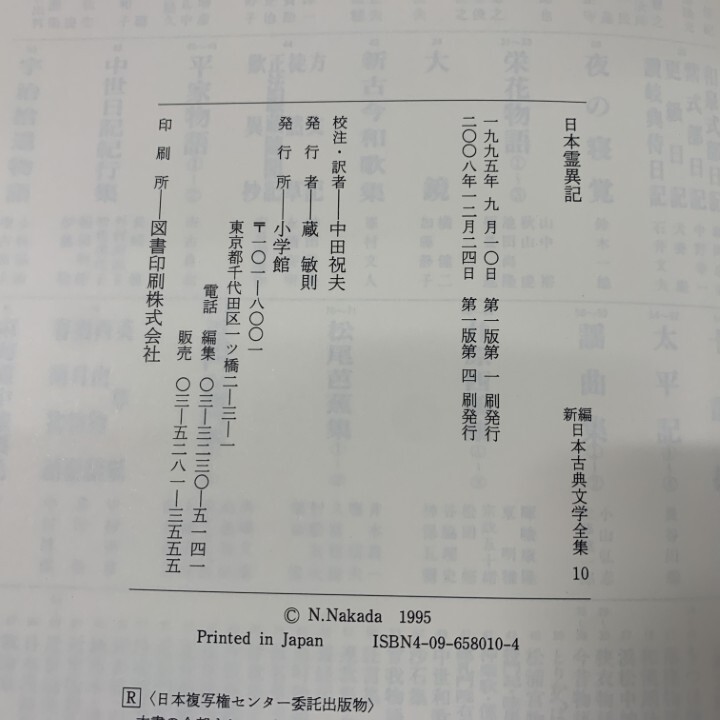 日本霊異記
新編日本古典文学全集 10
一九九五年 九月一〇日 第一版第一刷発行
二〇〇八年一二月二四日 第一版第四刷発行
校注・訳者―中田祝夫
発行者―蔵 敏則
発行所―小学館
〒一〇一―八〇〇一
東京都千代田区一ツ橋二―三―一
電話 編集 〇三―三二三〇―五一四一
販売 〇三―五二八一―三五五五
印刷所―図書印刷株式会社
© N.Nakada 1995
Printed in Japan ISBN4-09-658010-4
R〈日本複写権センター委託出版物〉